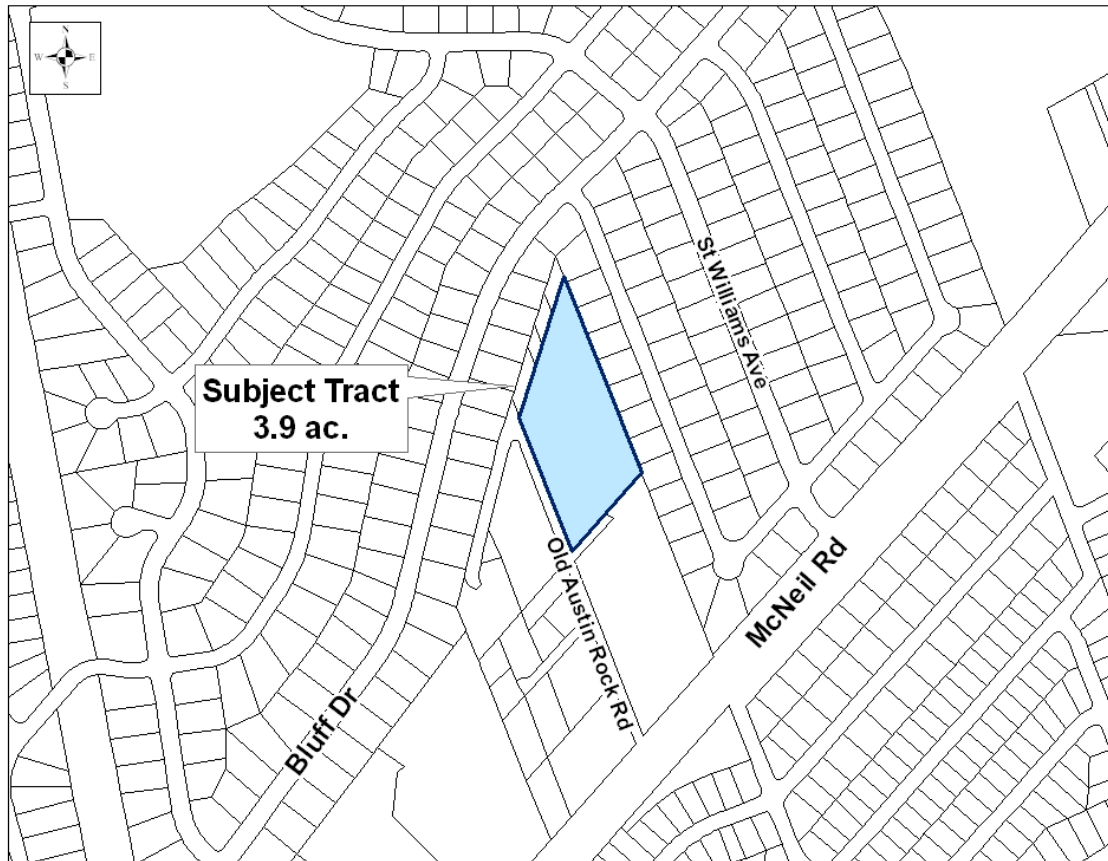 N
W E
S
St Williams Ave
Subject Tract
3.9 ac.
Old Austin Rock Rd
McNeil Rd
Bluff Dr